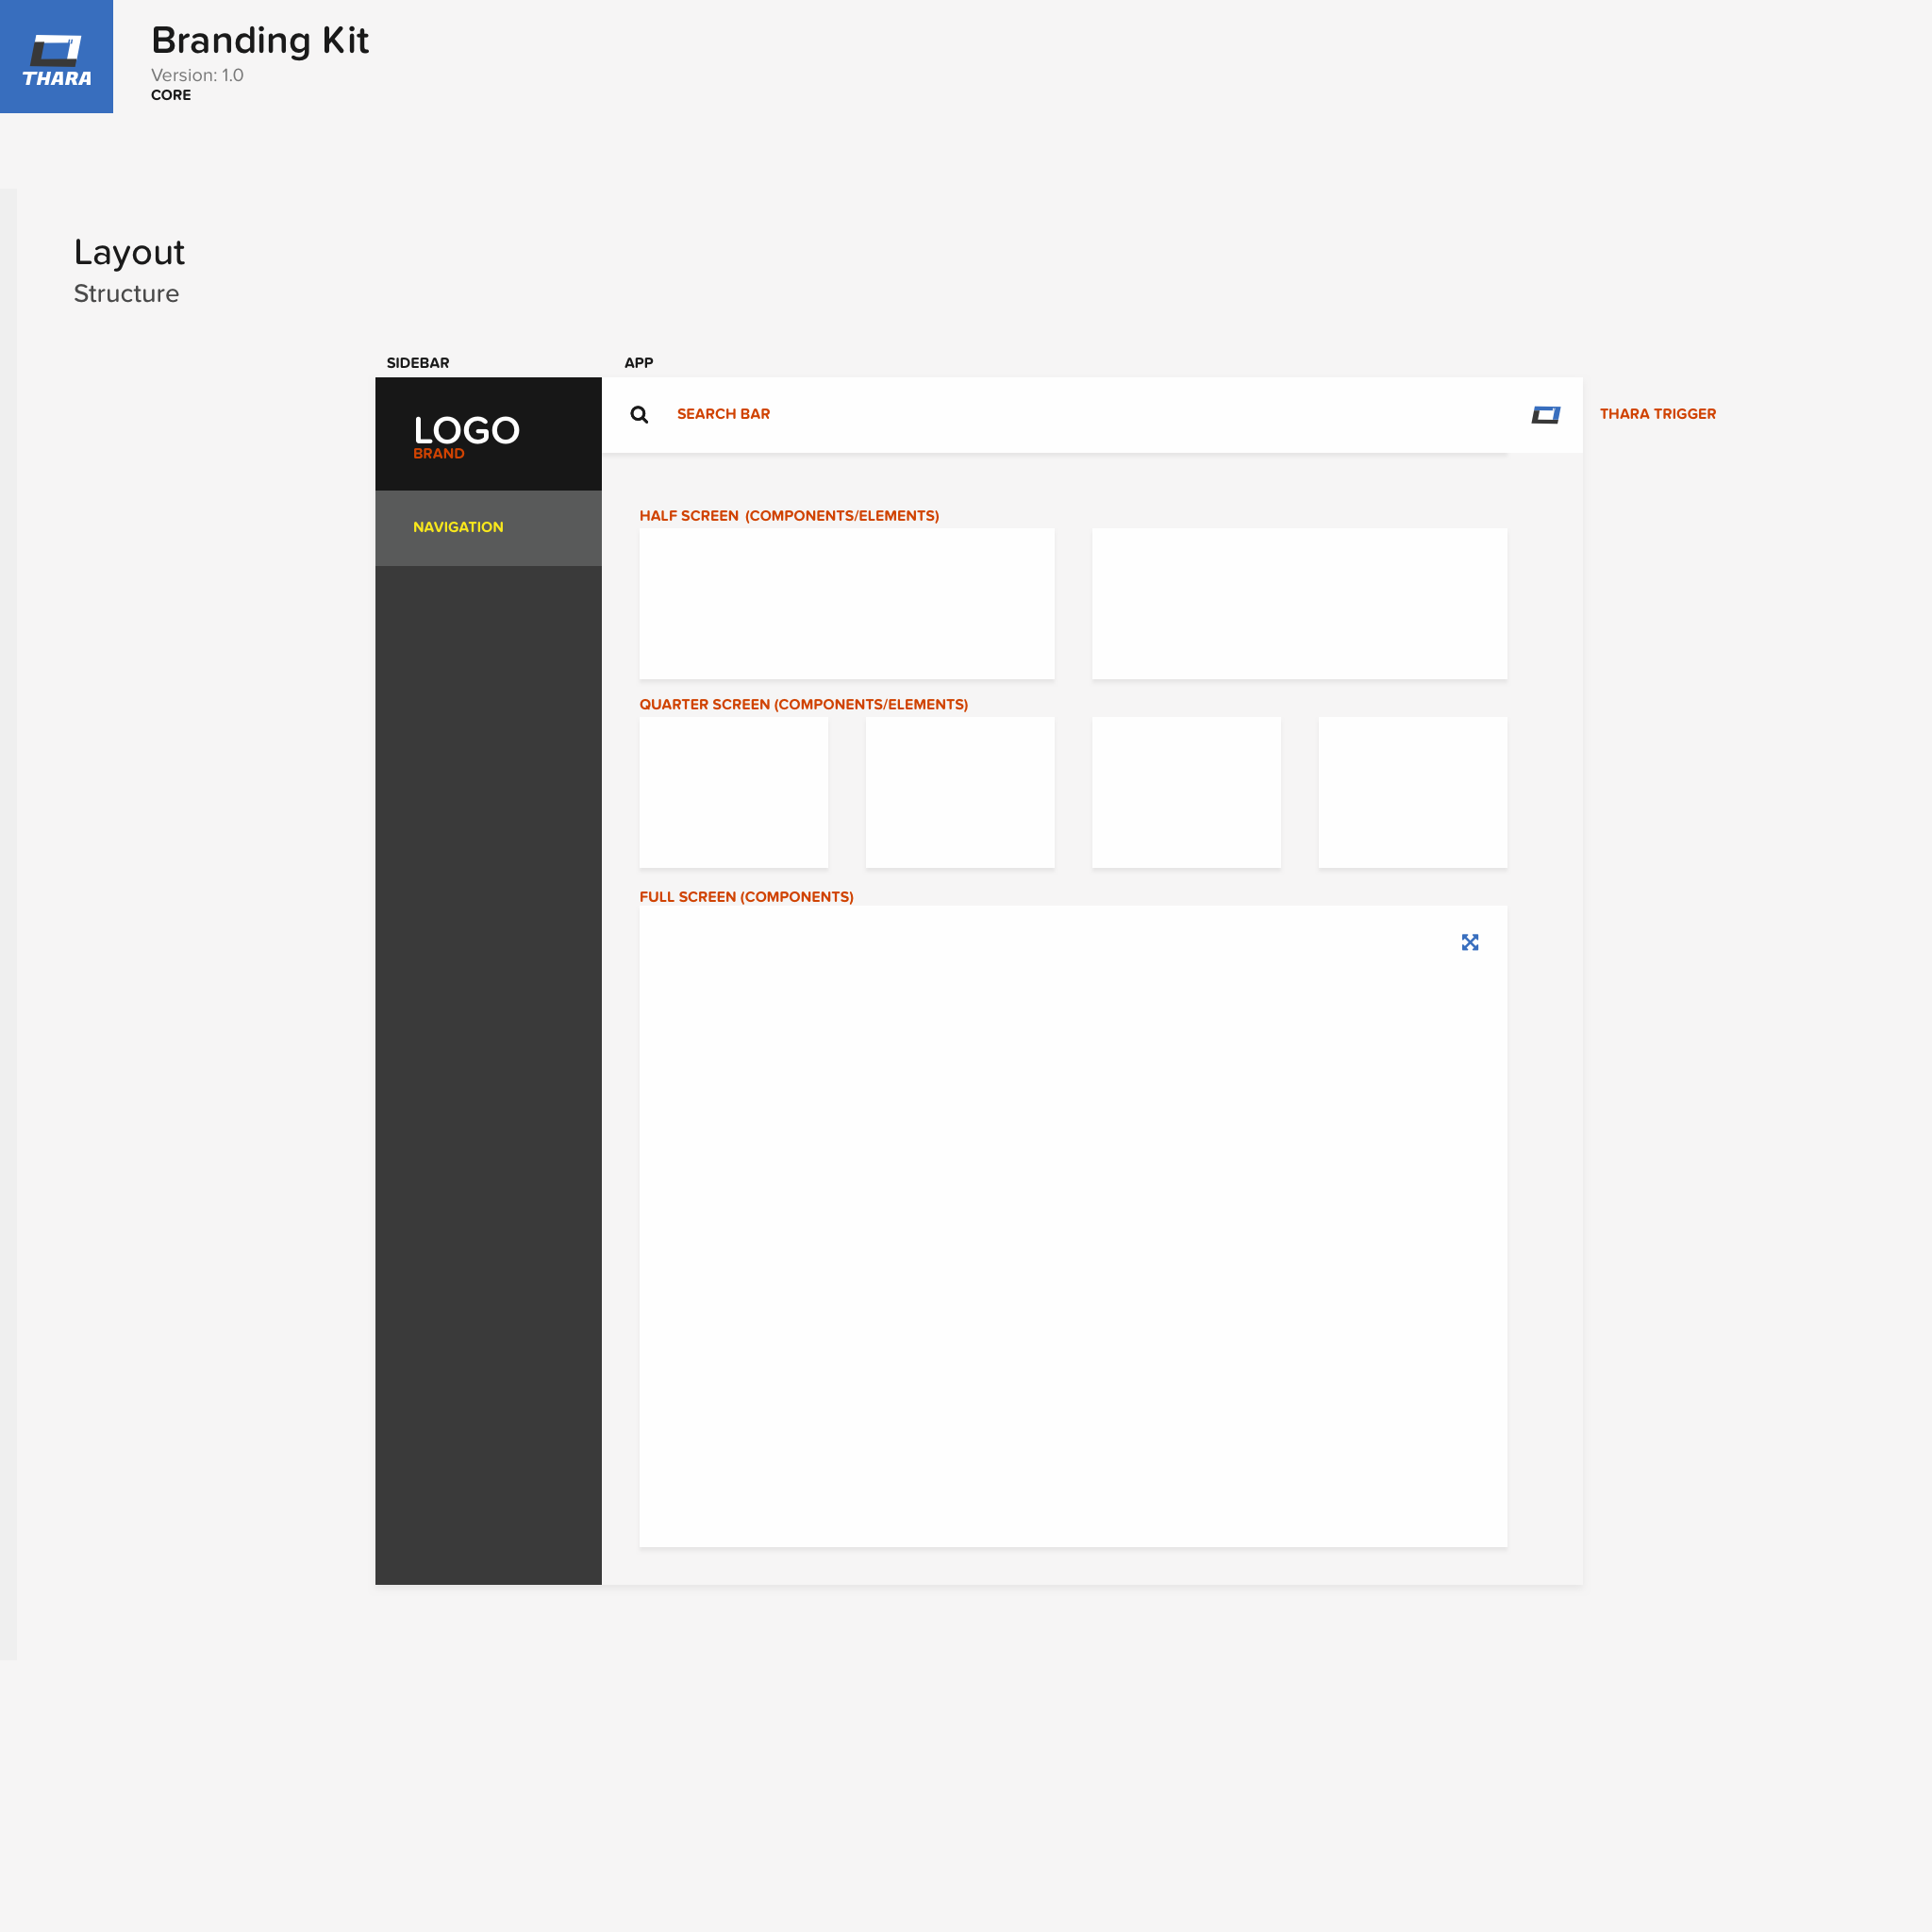 THARA
Branding Kit
Version: 1.0
CORE
Layout
Structure
SIDEBAR
APP
LOGO
BRAND
SEARCH BAR
THARA TRIGGER
NAVIGATION
HALF SCREEN (COMPONENTS/ELEMENTS)
QUARTER SCREEN (COMPONENTS/ELEMENTS)
FULL SCREEN (COMPONENTS)